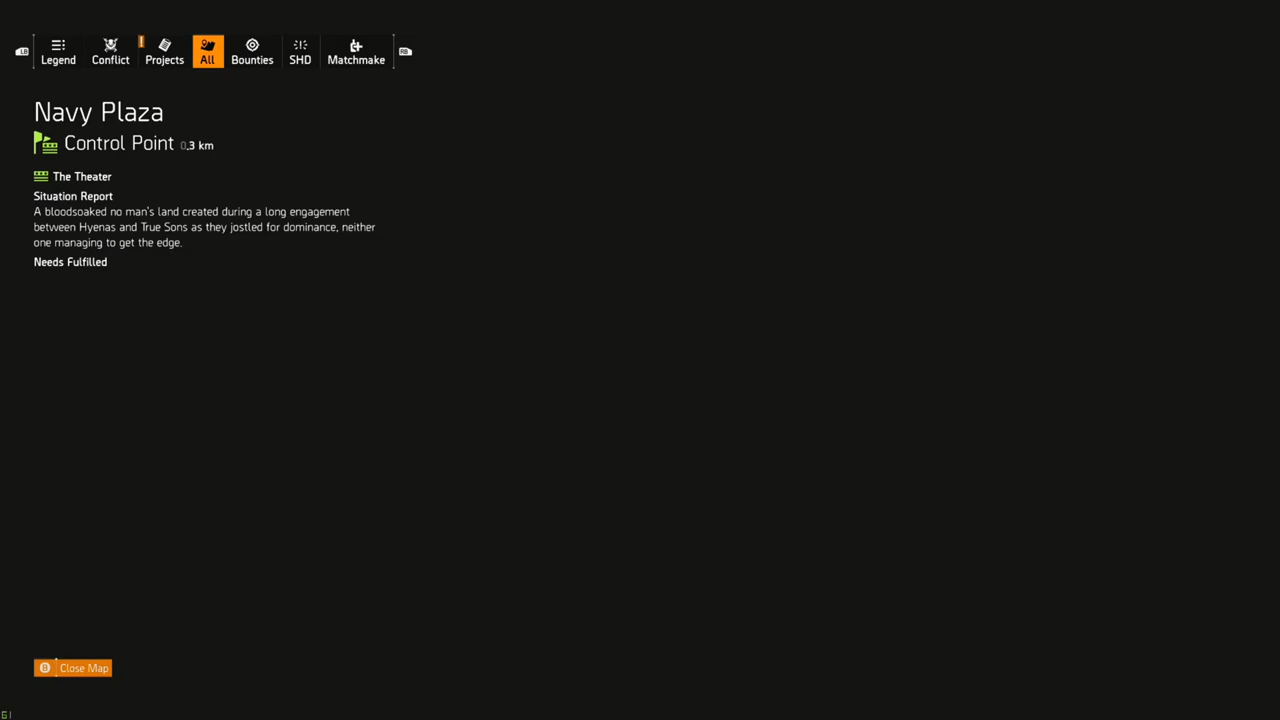 LB Legend Conflict Projects All Bounties SHD Matchmake RB
Navy Plaza
Control Point 0.3 km
The Theater
Situation Report
A bloodsoaked no man's land created during a long engagement
between Hyenas and True Sons as they jostled for dominance, neither
one managing to get the edge.
Needs Fulfilled
B Close Map